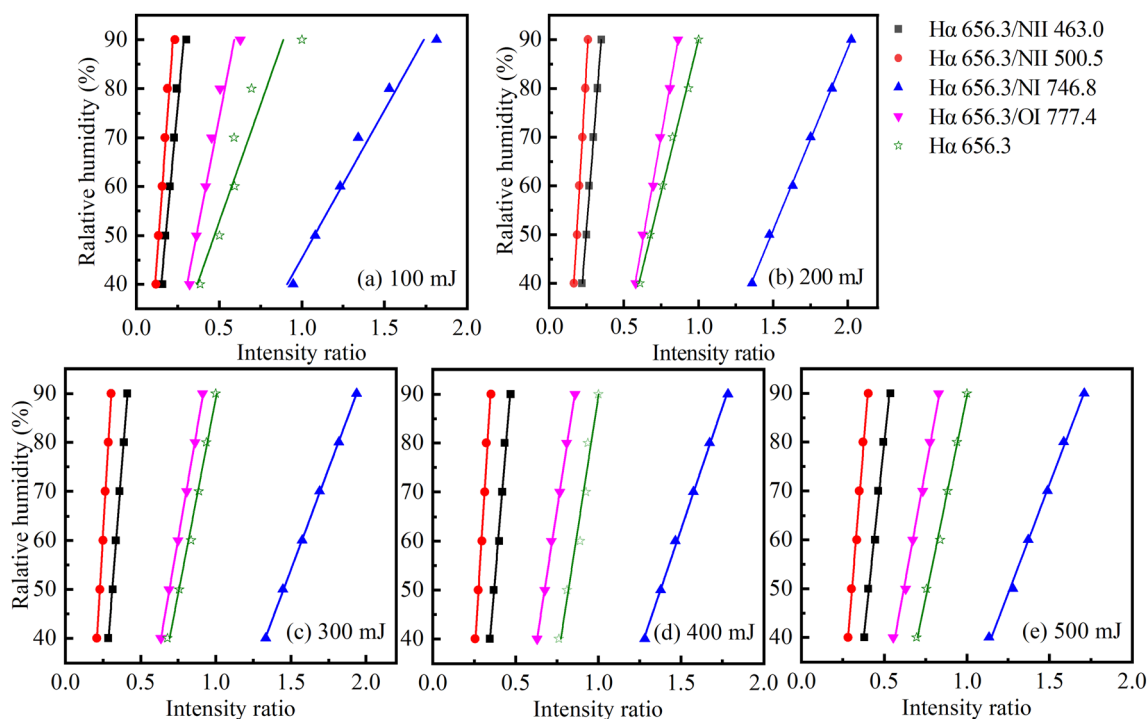 90
80
70
60
50
40
Ralative humidity (%)
(a) 100 mJ
0.0 0.5 1.0 1.5 2.0
Intensity ratio
90
80
70
60
50
40
Ralative humidity (%)
(b) 200 mJ
0.0 0.5 1.0 1.5 2.0
Intensity ratio
Hα 656.3/NII 463.0
Hα 656.3/NII 500.5
Hα 656.3/NI 746.8
Hα 656.3/OI 777.4
Hα 656.3
90
80
70
60
50
40
Ralative humidity (%)
(c) 300 mJ
0.0 0.5 1.0 1.5 2.0
Intensity ratio
90
80
70
60
50
40
(d) 400 mJ
0.0 0.5 1.0 1.5 2.0
Intensity ratio
90
80
70
60
50
40
Ralative humidity (%)
(e) 500 mJ
0.0 0.5 1.0 1.5 2.0
Intensity ratio